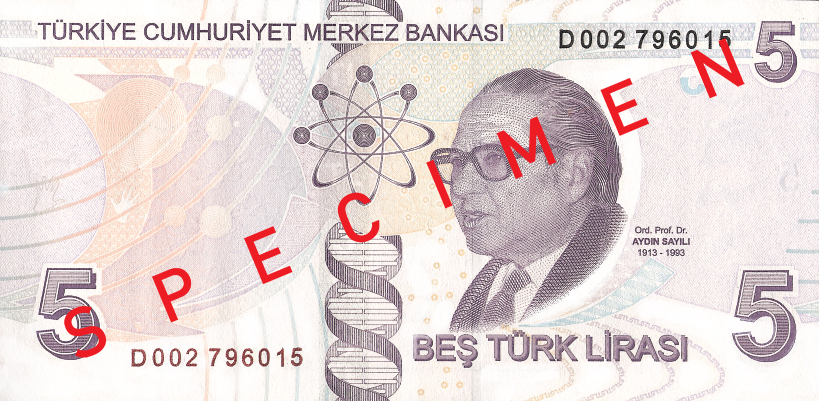 TÜRKİYE CUMHURİYET MERKEZ BANKASI
D002 796015
5
SPECIMEN
Ord. Prof. Dr.
AYDIN SAYILI
1913 - 1993
5
5
D002 796015
BEŞ TÜRK LİRASI